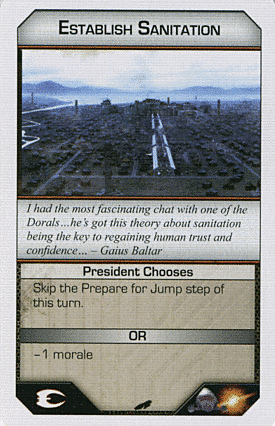 ESTABLISH SANITATION
I had the most fascinating chat with one of the
Dorals…he's got this theory about sanitation
being the key to regaining human trust and
confidence… – Gaius Baltar
President Chooses
Skip the Prepare for Jump step of
this turn.
OR
–1 morale